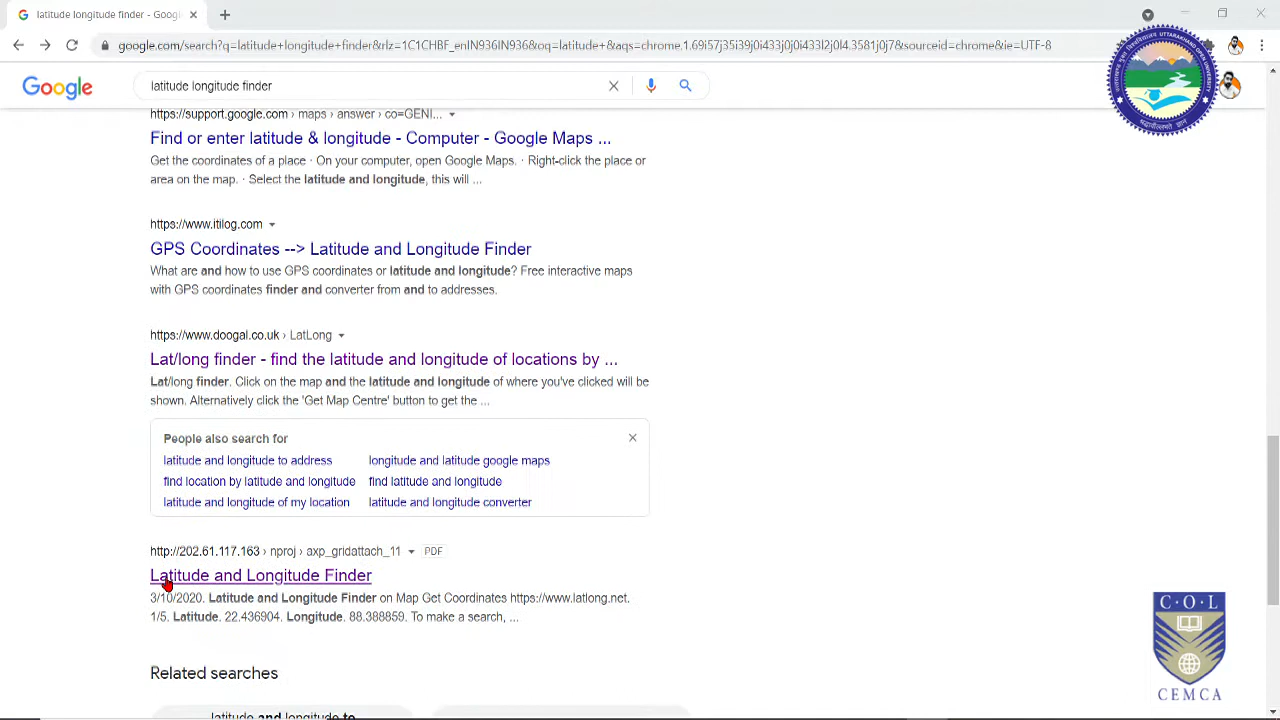 latitude longitude finder - Goog
google.com/search?q=latitude+longitude+finder&rlz=1C1CHBF_enIN936IN936&oq=latitude+&aqs=chrome.1.69i57j35i39j0i433j0j0i433l2j0l4.3583j0j7&sourceid=chrome&ie=UTF-8
Google
latitude longitude finder
https://support.google.com › maps › answer › co=GENI...
Find or enter latitude & longitude - Computer - Google Maps ...
Get the coordinates of a place · On your computer, open Google Maps. · Right-click the place or
area on the map. · Select the latitude and longitude, this will ...
https://www.itilog.com
GPS Coordinates --> Latitude and Longitude Finder
What are and how to use GPS coordinates or latitude and longitude? Free interactive maps
with GPS coordinates finder and converter from and to addresses.
https://www.doogal.co.uk › LatLong
Lat/long finder - find the latitude and longitude of locations by ...
Lat/long finder. Click on the map and the latitude and longitude of where you've clicked will be
shown. Alternatively click the 'Get Map Centre' button to get the ...
People also search for
latitude and longitude to address
longitude and latitude google maps
find location by latitude and longitude
find latitude and longitude
latitude and longitude of my location
latitude and longitude converter
http://202.61.117.163 › nproj › axp_gridattach_11
PDF
Latitude and Longitude Finder
3/10/2020. Latitude and Longitude Finder on Map Get Coordinates https://www.latlong.net.
1/5. Latitude. 22.436904. Longitude. 88.388859. To make a search, ...
Related searches
latitude and longitude to
UTTARAKHAND OPEN UNIVERSITY
C·O·L
CEMCA